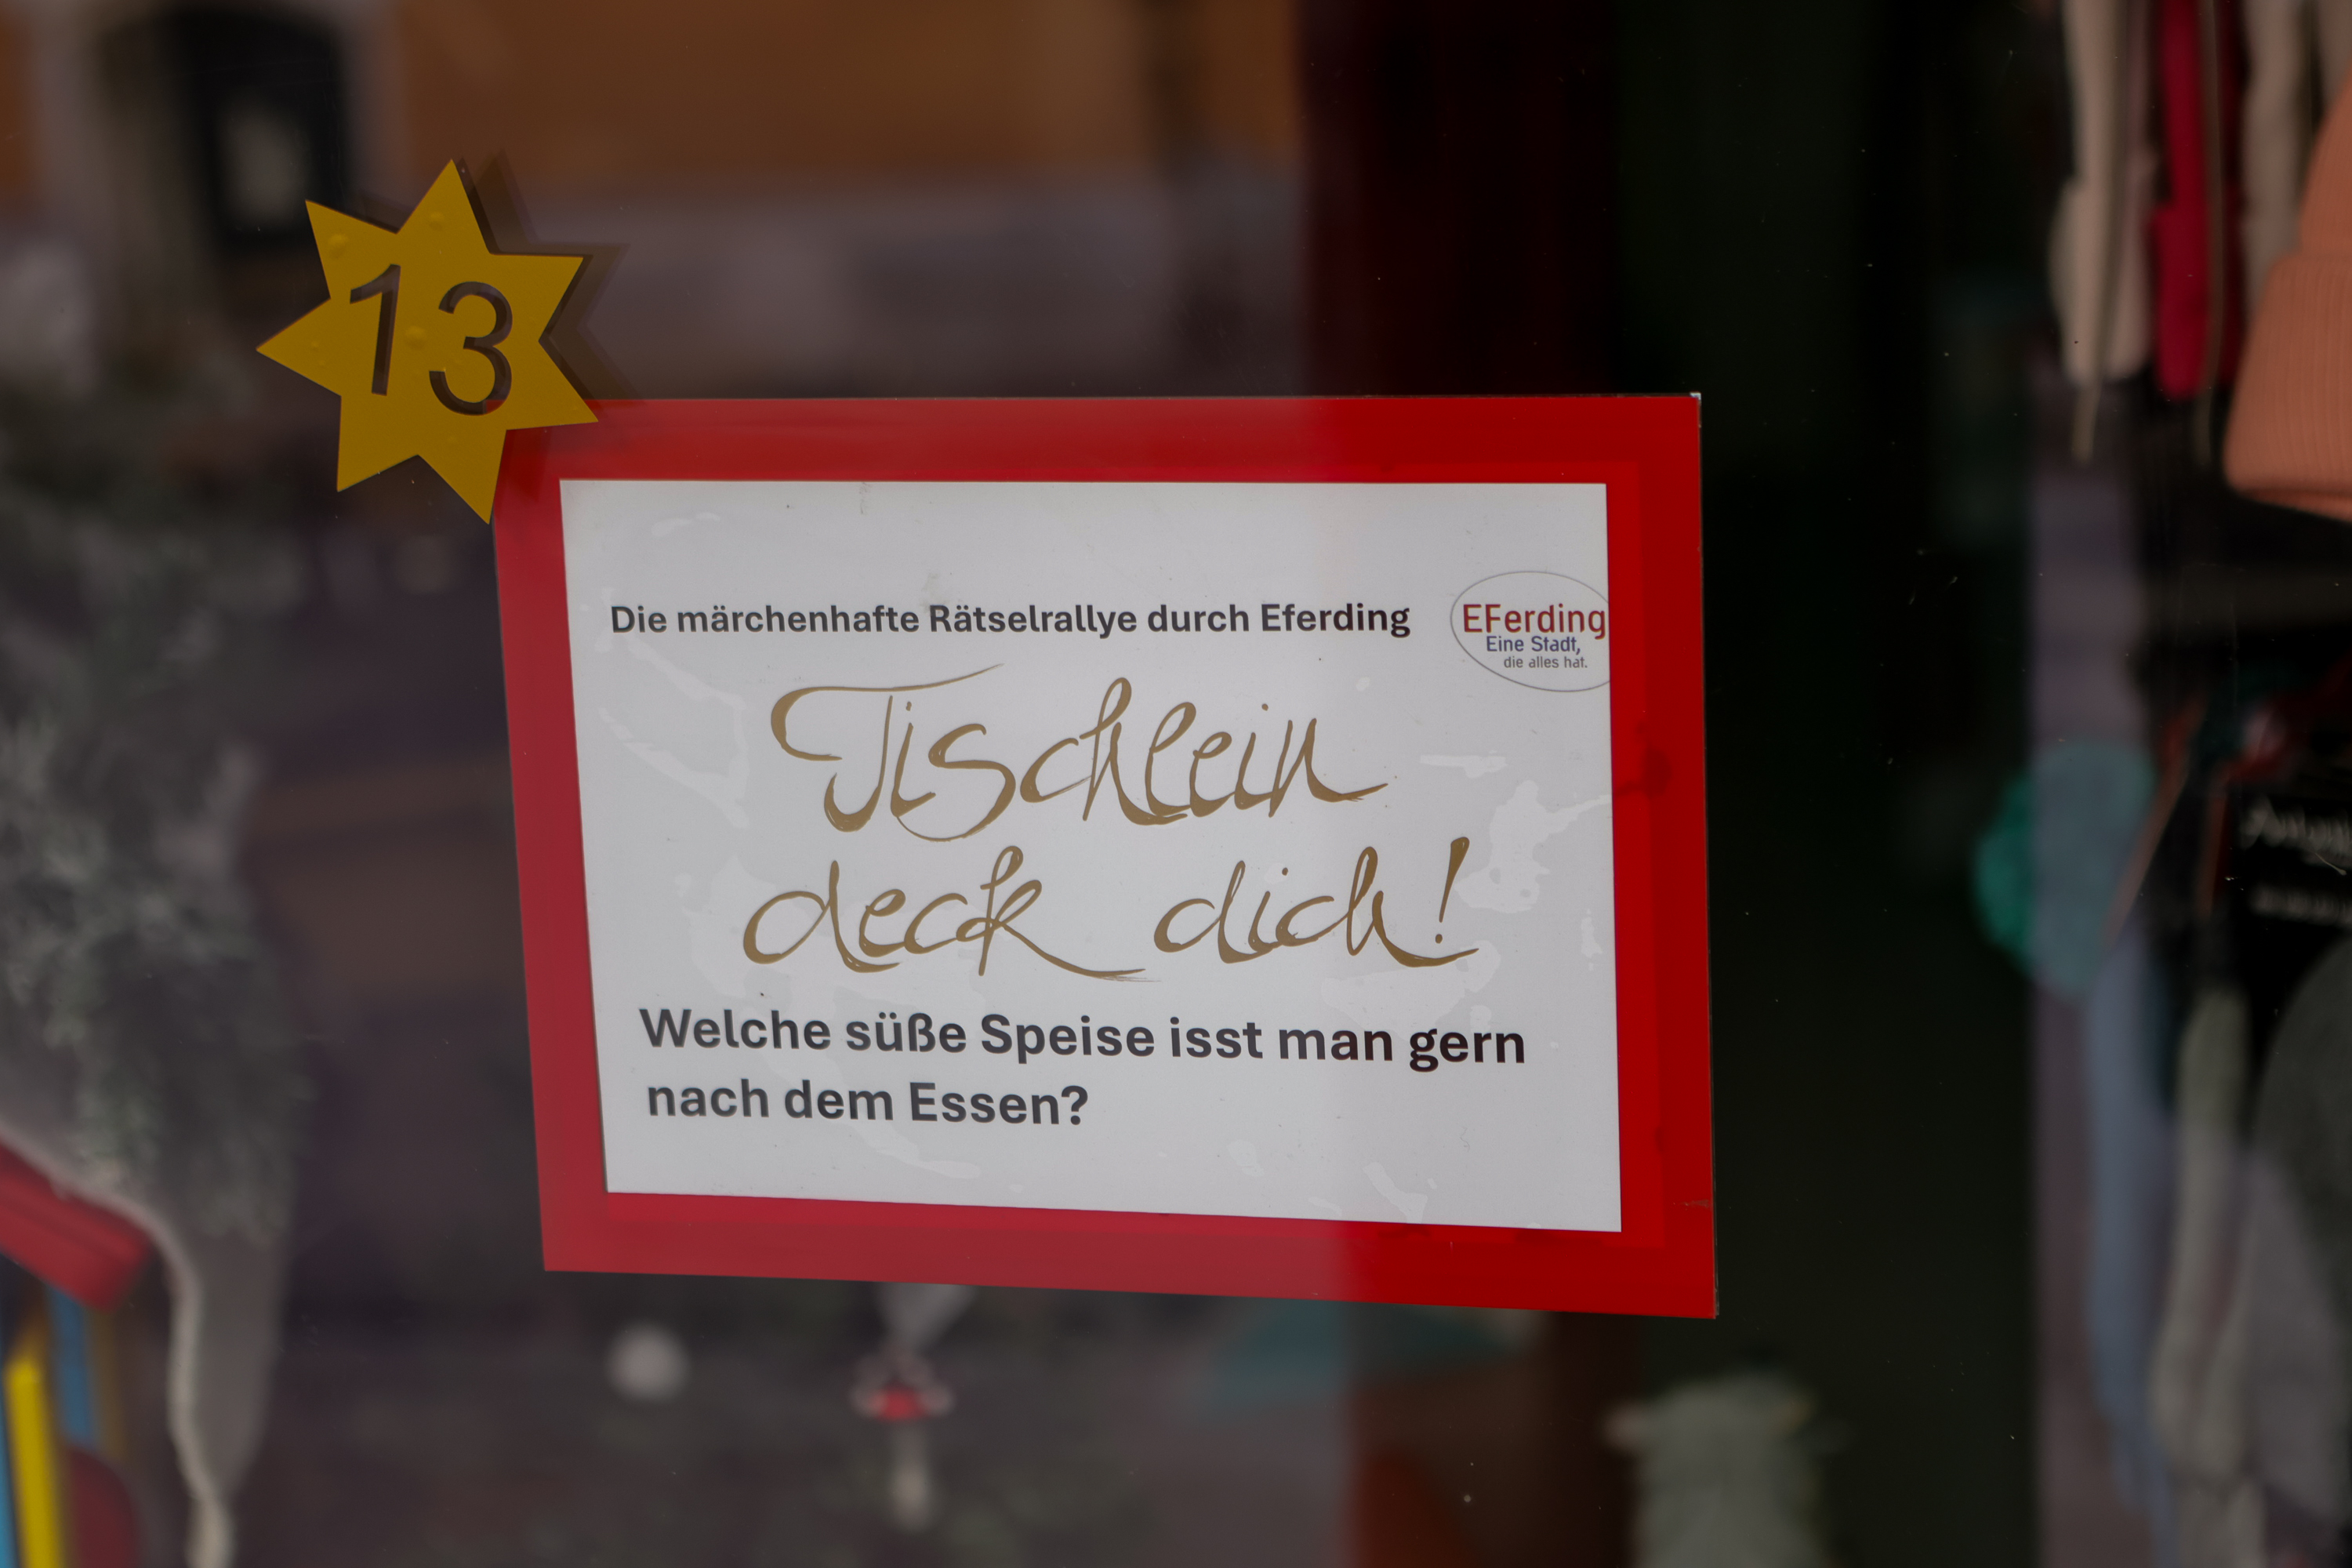 13
Die märchenhafte Rätselrallye durch Eferding
EFerding
Eine Stadt,
die alles hat.
Tischlein
deck dich!
Welche süße Speise isst man gern
nach dem Essen?